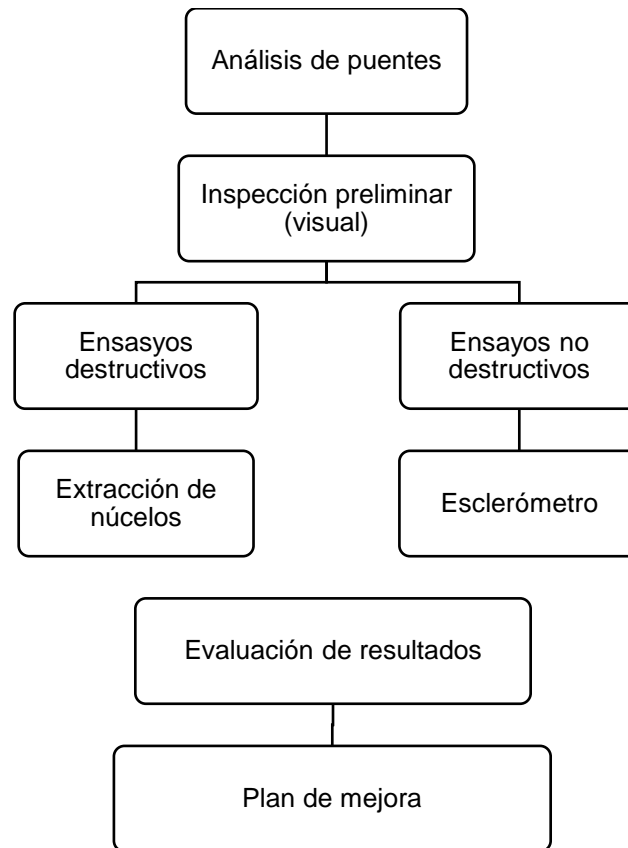 Análisis de puentes
Inspección preliminar
(visual)
Ensasyos
destructivos
Ensayos no
destructivos
Extracción de
núcelos
Esclerómetro
Evaluación de resultados
Plan de mejora